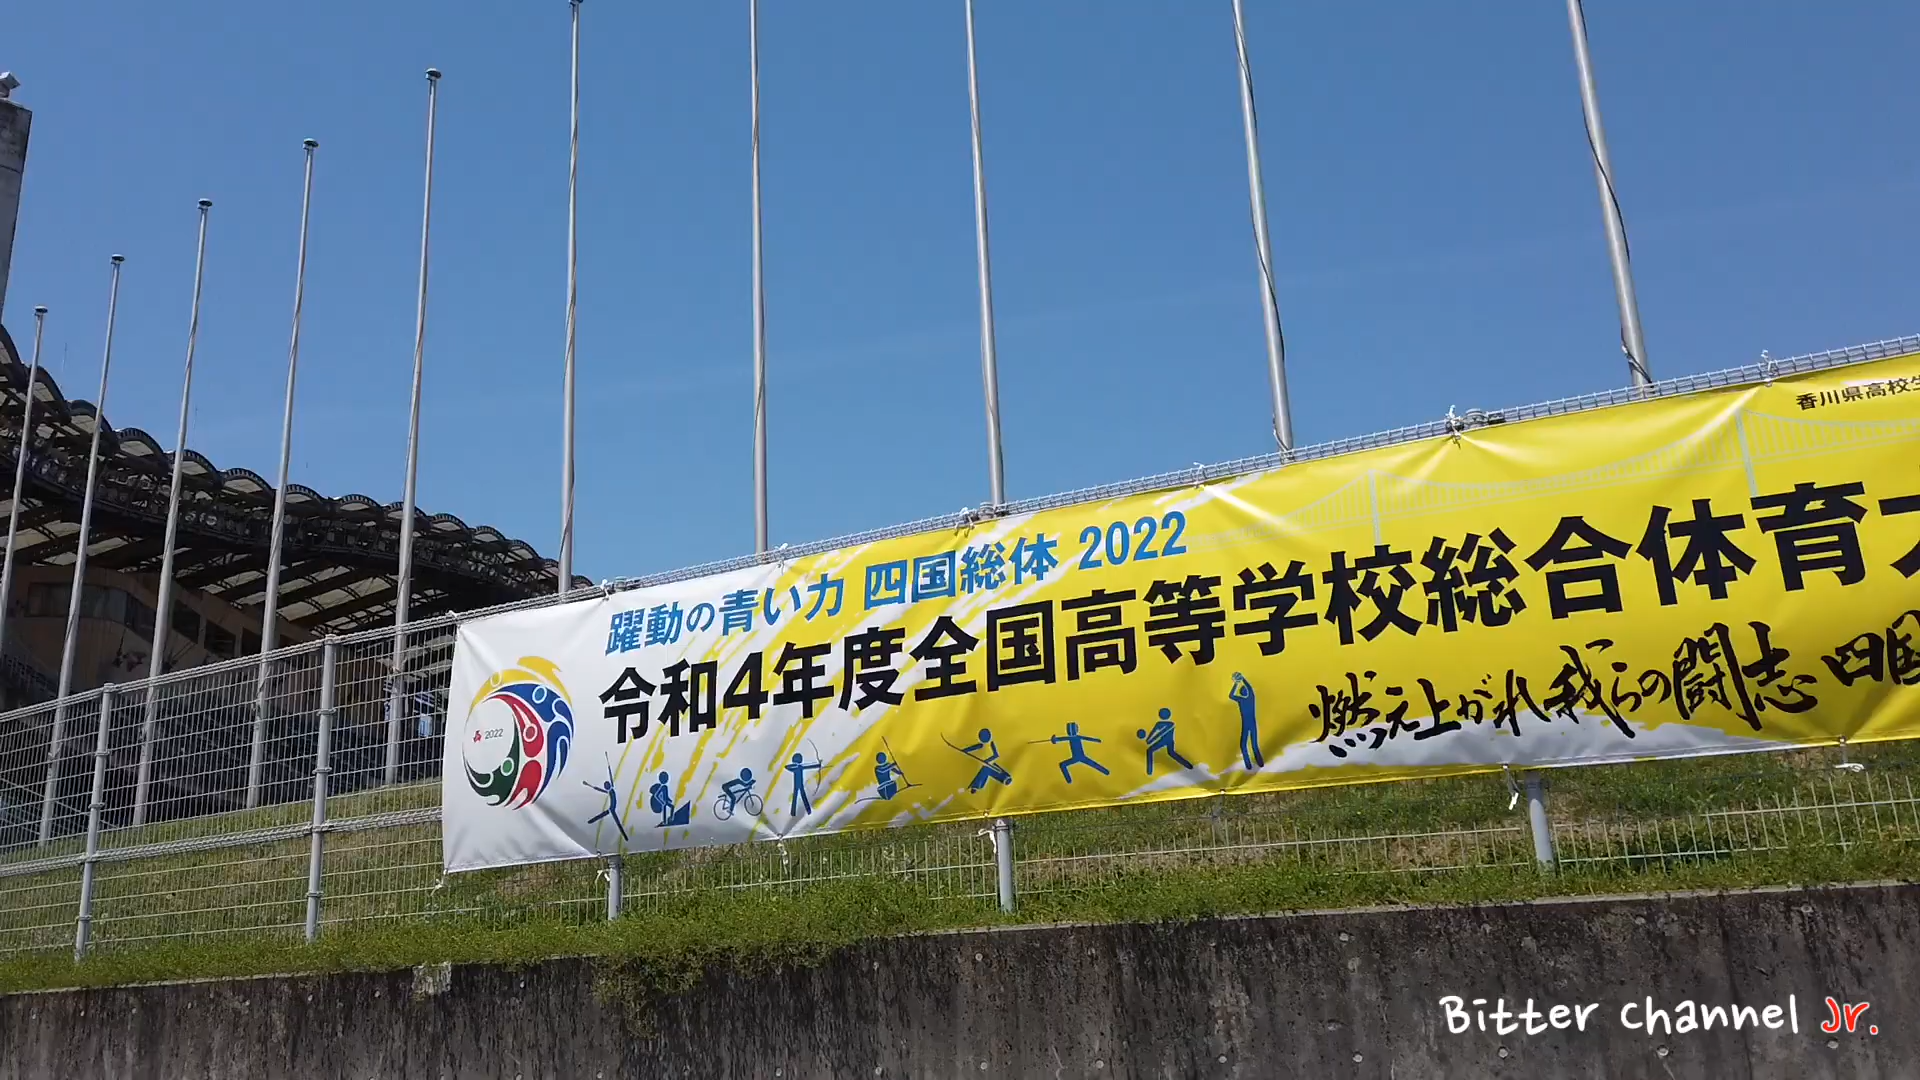 香川県高校生
躍動の青い力 四国総体 2022
令和4年度全国高等学校総合体育大
燃え上がれ我らの闘志 四国
2022
Bitter channel Jr.